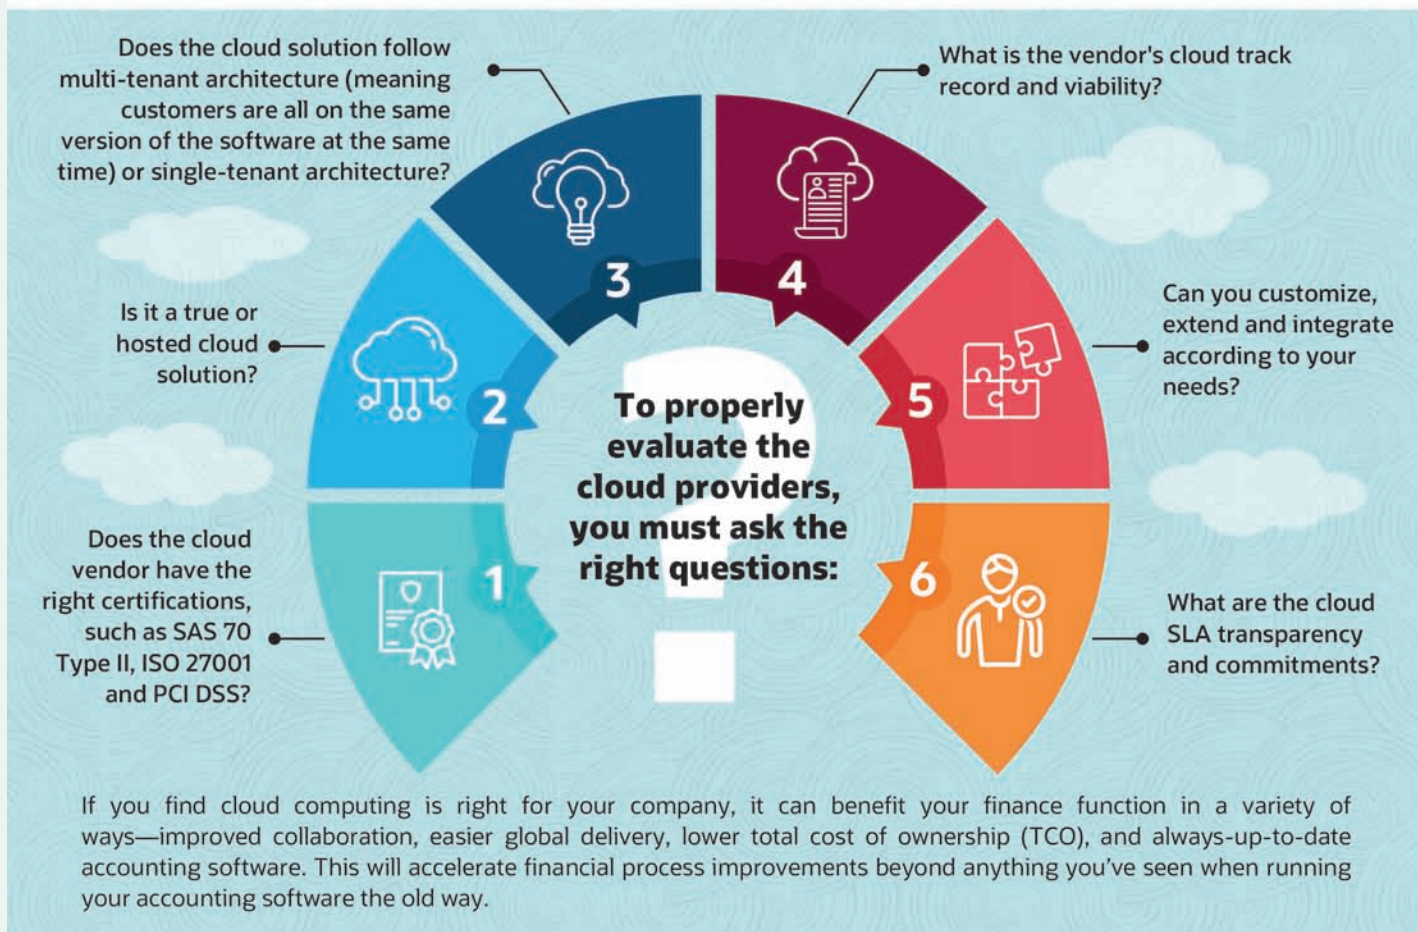 To properly
evaluate the
cloud providers,
you must ask the
right questions:
1
Does the cloud
vendor have the
right certifications,
such as SAS 70
Type II, ISO 27001
and PCI DSS?
2
Is it a true or
hosted cloud
solution?
3
Does the cloud solution follow
multi-tenant architecture (meaning
customers are all on the same
version of the software at the same
time) or single-tenant architecture?
4
What is the vendor's cloud track
record and viability?
5
Can you customize,
extend and integrate
according to your
needs?
6
What are the cloud
SLA transparency
and commitments?
If you find cloud computing is right for your company, it can benefit your finance function in a variety of
ways—improved collaboration, easier global delivery, lower total cost of ownership (TCO), and always-up-to-date
accounting software. This will accelerate financial process improvements beyond anything you’ve seen when running
your accounting software the old way.